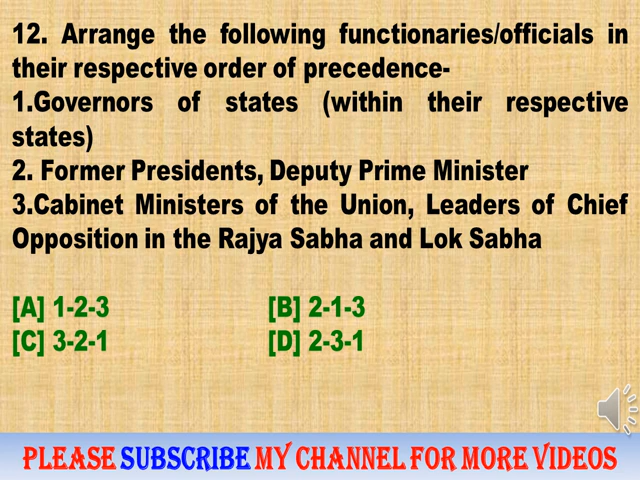 12. Arrange the following functionaries/officials in
their respective order of precedence-
1.Governors of states (within their respective
states)
2. Former Presidents, Deputy Prime Minister
3.Cabinet Ministers of the Union, Leaders of Chief
Opposition in the Rajya Sabha and Lok Sabha
[A] 1-2-3 [B] 2-1-3
[C] 3-2-1 [D] 2-3-1
PLEASE SUBSCRIBE MY CHANNEL FOR MORE VIDEOS